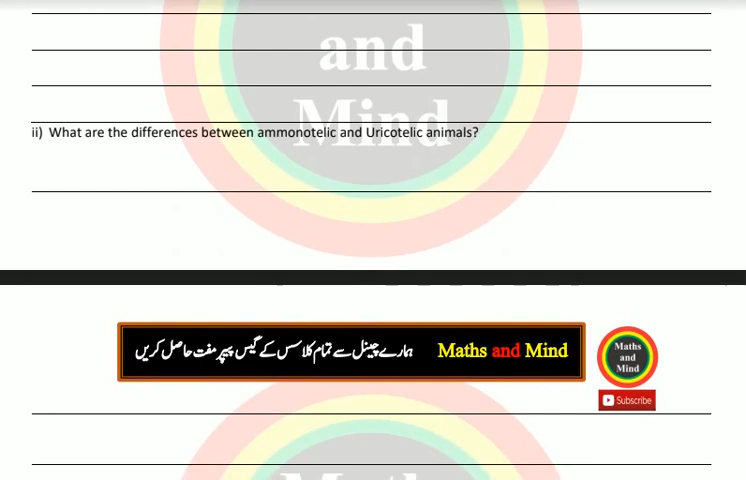 and
Mind
ii) What are the differences between ammonotelic and Uricotelic animals?
ہمارے چینل سے تمام کلاسس کے گیس پیپر مفت حاصل کریں
Maths and Mind
Maths
and
Mind
Subscribe
Maths